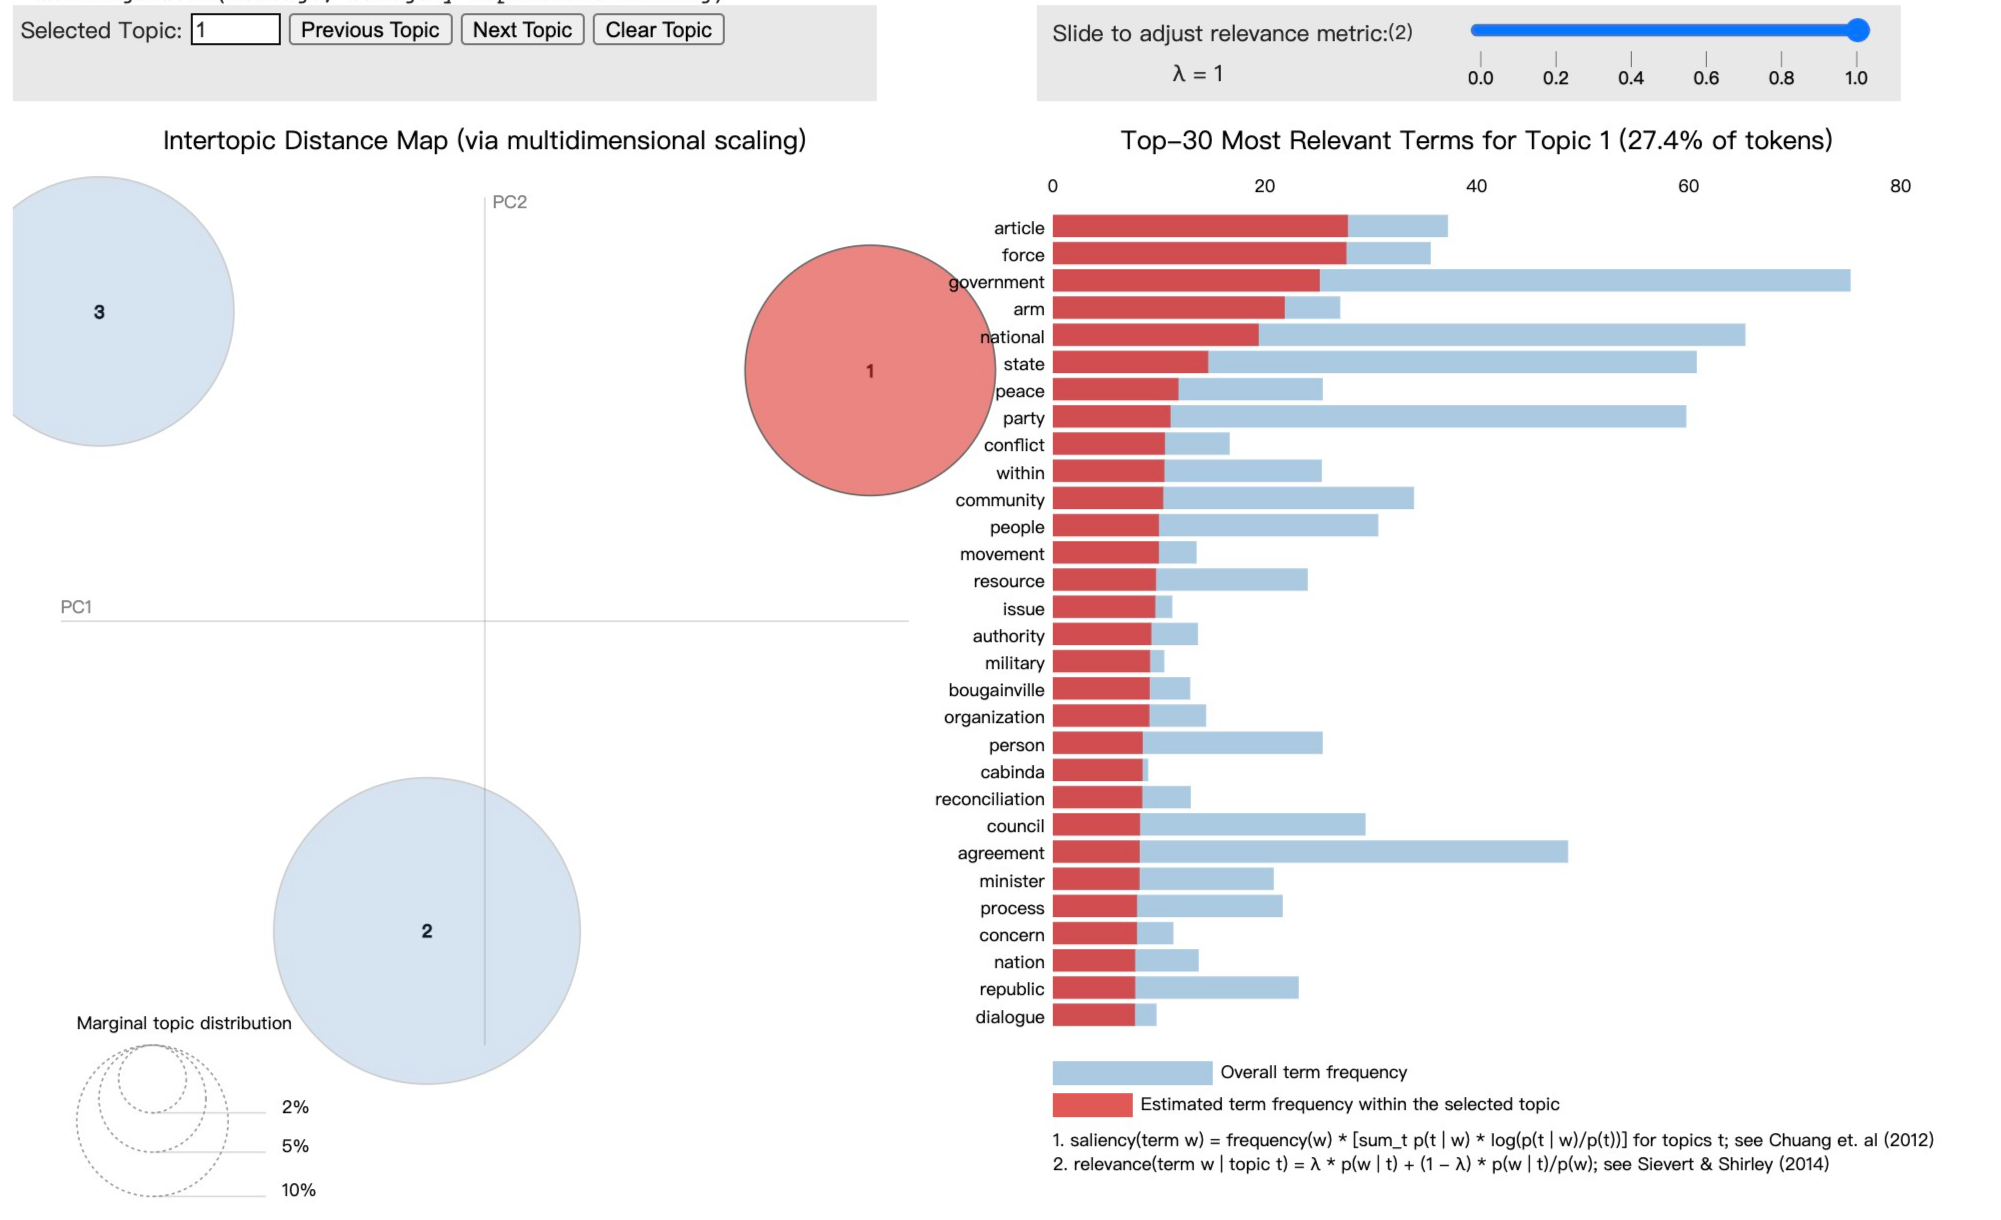 Selected Topic: 1 Previous Topic Next Topic Clear Topic
Slide to adjust relevance metric:(2)
λ = 1
0.0 0.2 0.4 0.6 0.8 1.0
Intertopic Distance Map (via multidimensional scaling)
PC2
3
1
PC1
2
Marginal topic distribution
2%
5%
10%
Top-30 Most Relevant Terms for Topic 1 (27.4% of tokens)
0 20 40 60 80
article
force
government
arm
national
state
peace
party
conflict
within
community
people
movement
resource
issue
authority
military
bougainville
organization
person
cabinda
reconciliation
council
agreement
minister
process
concern
nation
republic
dialogue
Overall term frequency
Estimated term frequency within the selected topic
1. saliency(term w) = frequency(w) * [sum_t p(t | w) * log(p(t | w)/p(t))] for topics t; see Chuang et. al (2012)
2. relevance(term w | topic t) = λ * p(w | t) + (1 − λ) * p(w | t)/p(w); see Sievert & Shirley (2014)